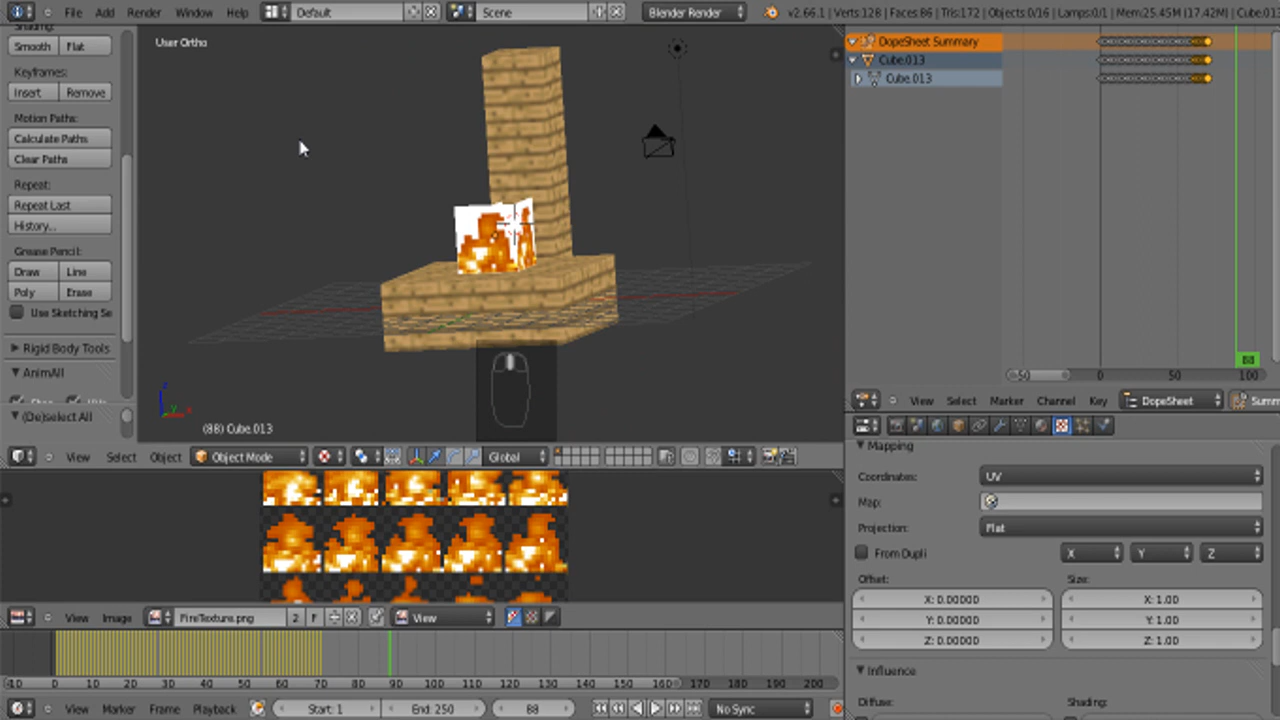 File Add Render Window Help Default Scene Blender Render v2.66.1 | Verts:128 | Faces:86 | Tris:172 | Objects:0/16 | Lamps:0/1 | Mem:25.45M (17.42M) | Cube.01
Shading:
Smooth Flat
Keyframes:
Insert Remove
Motion Paths:
Calculate Paths
Clear Paths
Repeat:
Repeat Last
History...
Grease Pencil:
Draw Line
Poly Erase
Use Sketching Se
Rigid Body Tools
AnimAll
(De)select All
User Ortho
(88) Cube.013
View Select Object Object Mode Global
View Image FireTexture.png 2 F View
-10 0 10 20 30 40 50 60 70 80 90 100 110 120 130 140 150 160 170 180 190 200
View Marker Frame Playback Start: 1 End: 250 88 No Sync
DopeSheet Summary
Cube.013
Cube.013
88
-50 0 50 100
View Select Marker Channel Key DopeSheet Summ
Mapping
Coordinates: UV
Map:
Projection: Flat
From Dupli X Y Z
Offset: Size:
X: 0.00000 X: 1.00
Y: 0.00000 Y: 1.00
Z: 0.00000 Z: 1.00
Influence
Diffuse: Shading: